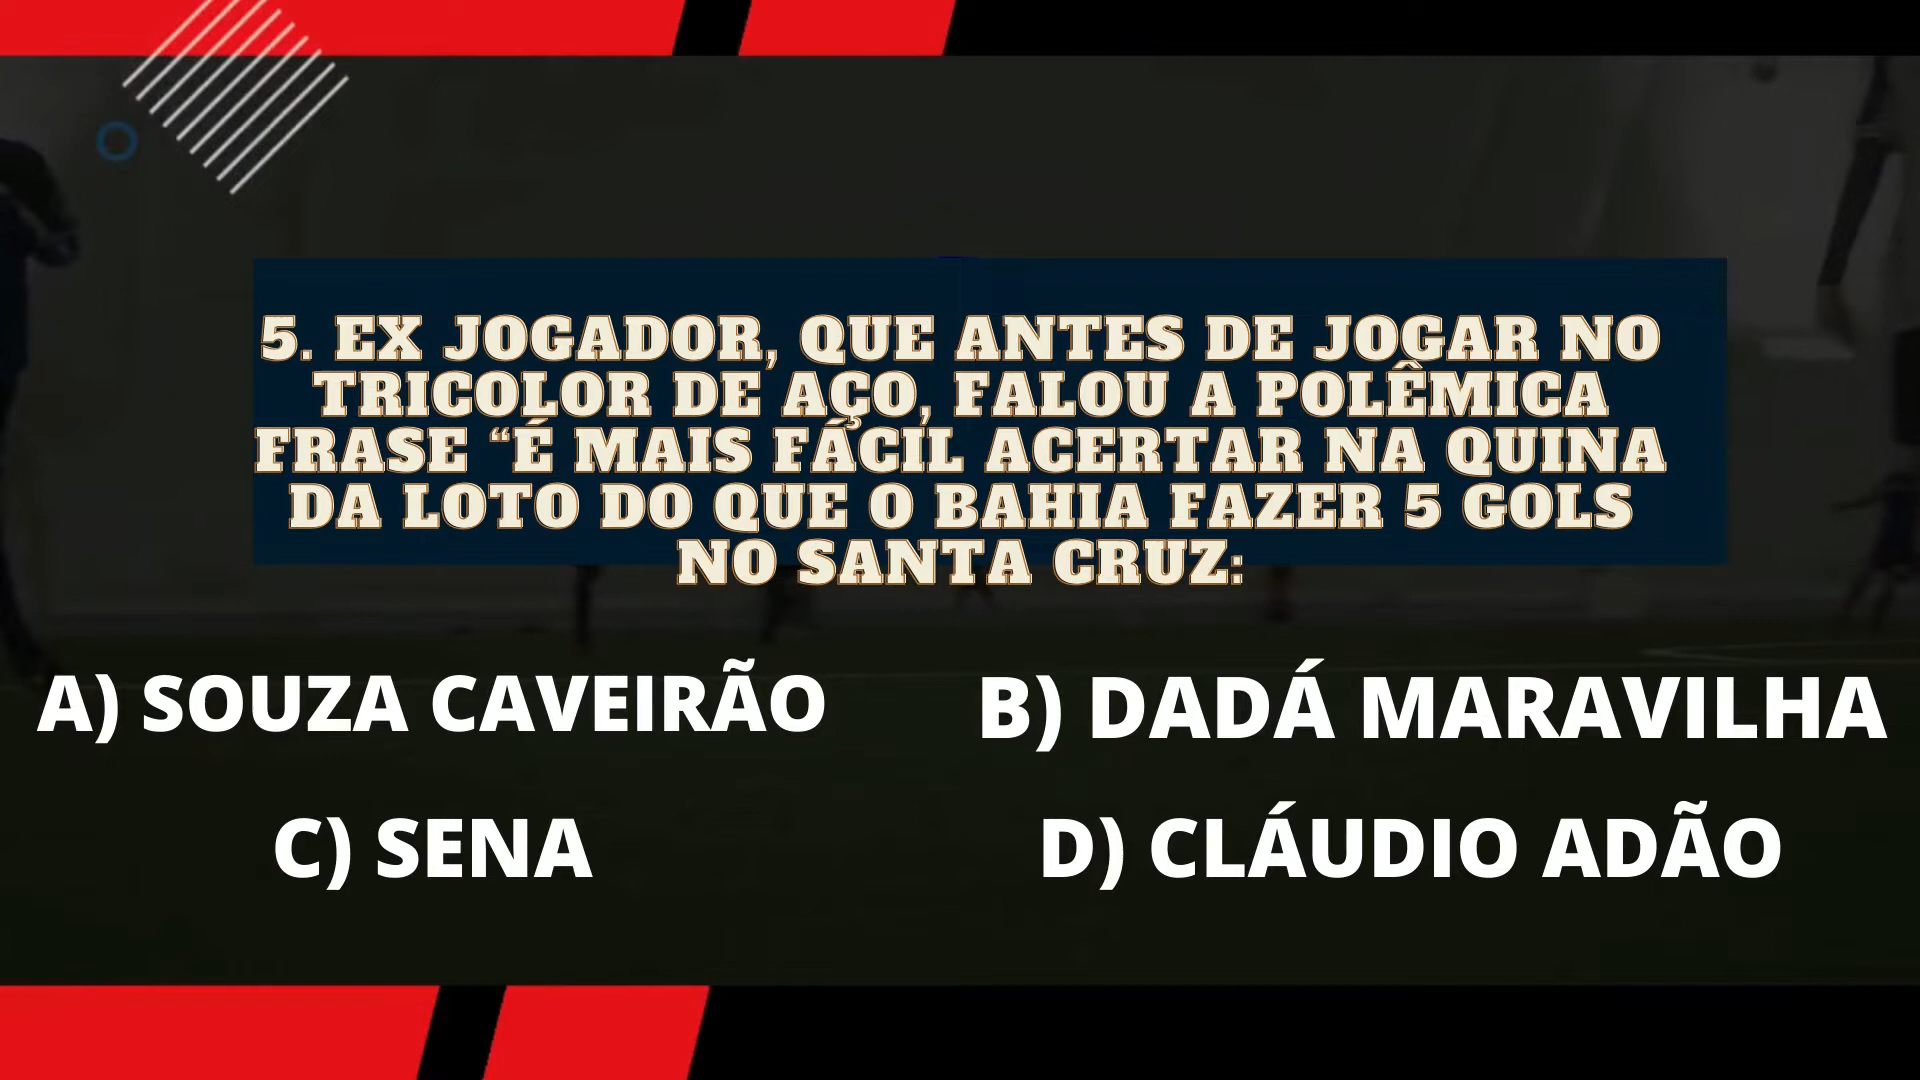 5. EX JOGADOR, QUE ANTES DE JOGAR NO
TRICOLOR DE AÇO, FALOU A POLÊMICA
FRASE “É MAIS FÁCIL ACERTAR NA QUINA
DA LOTO DO QUE O BAHIA FAZER 5 GOLS
NO SANTA CRUZ:
A) SOUZA CAVEIRÃO
B) DADÁ MARAVILHA
C) SENA
D) CLÁUDIO ADÃO